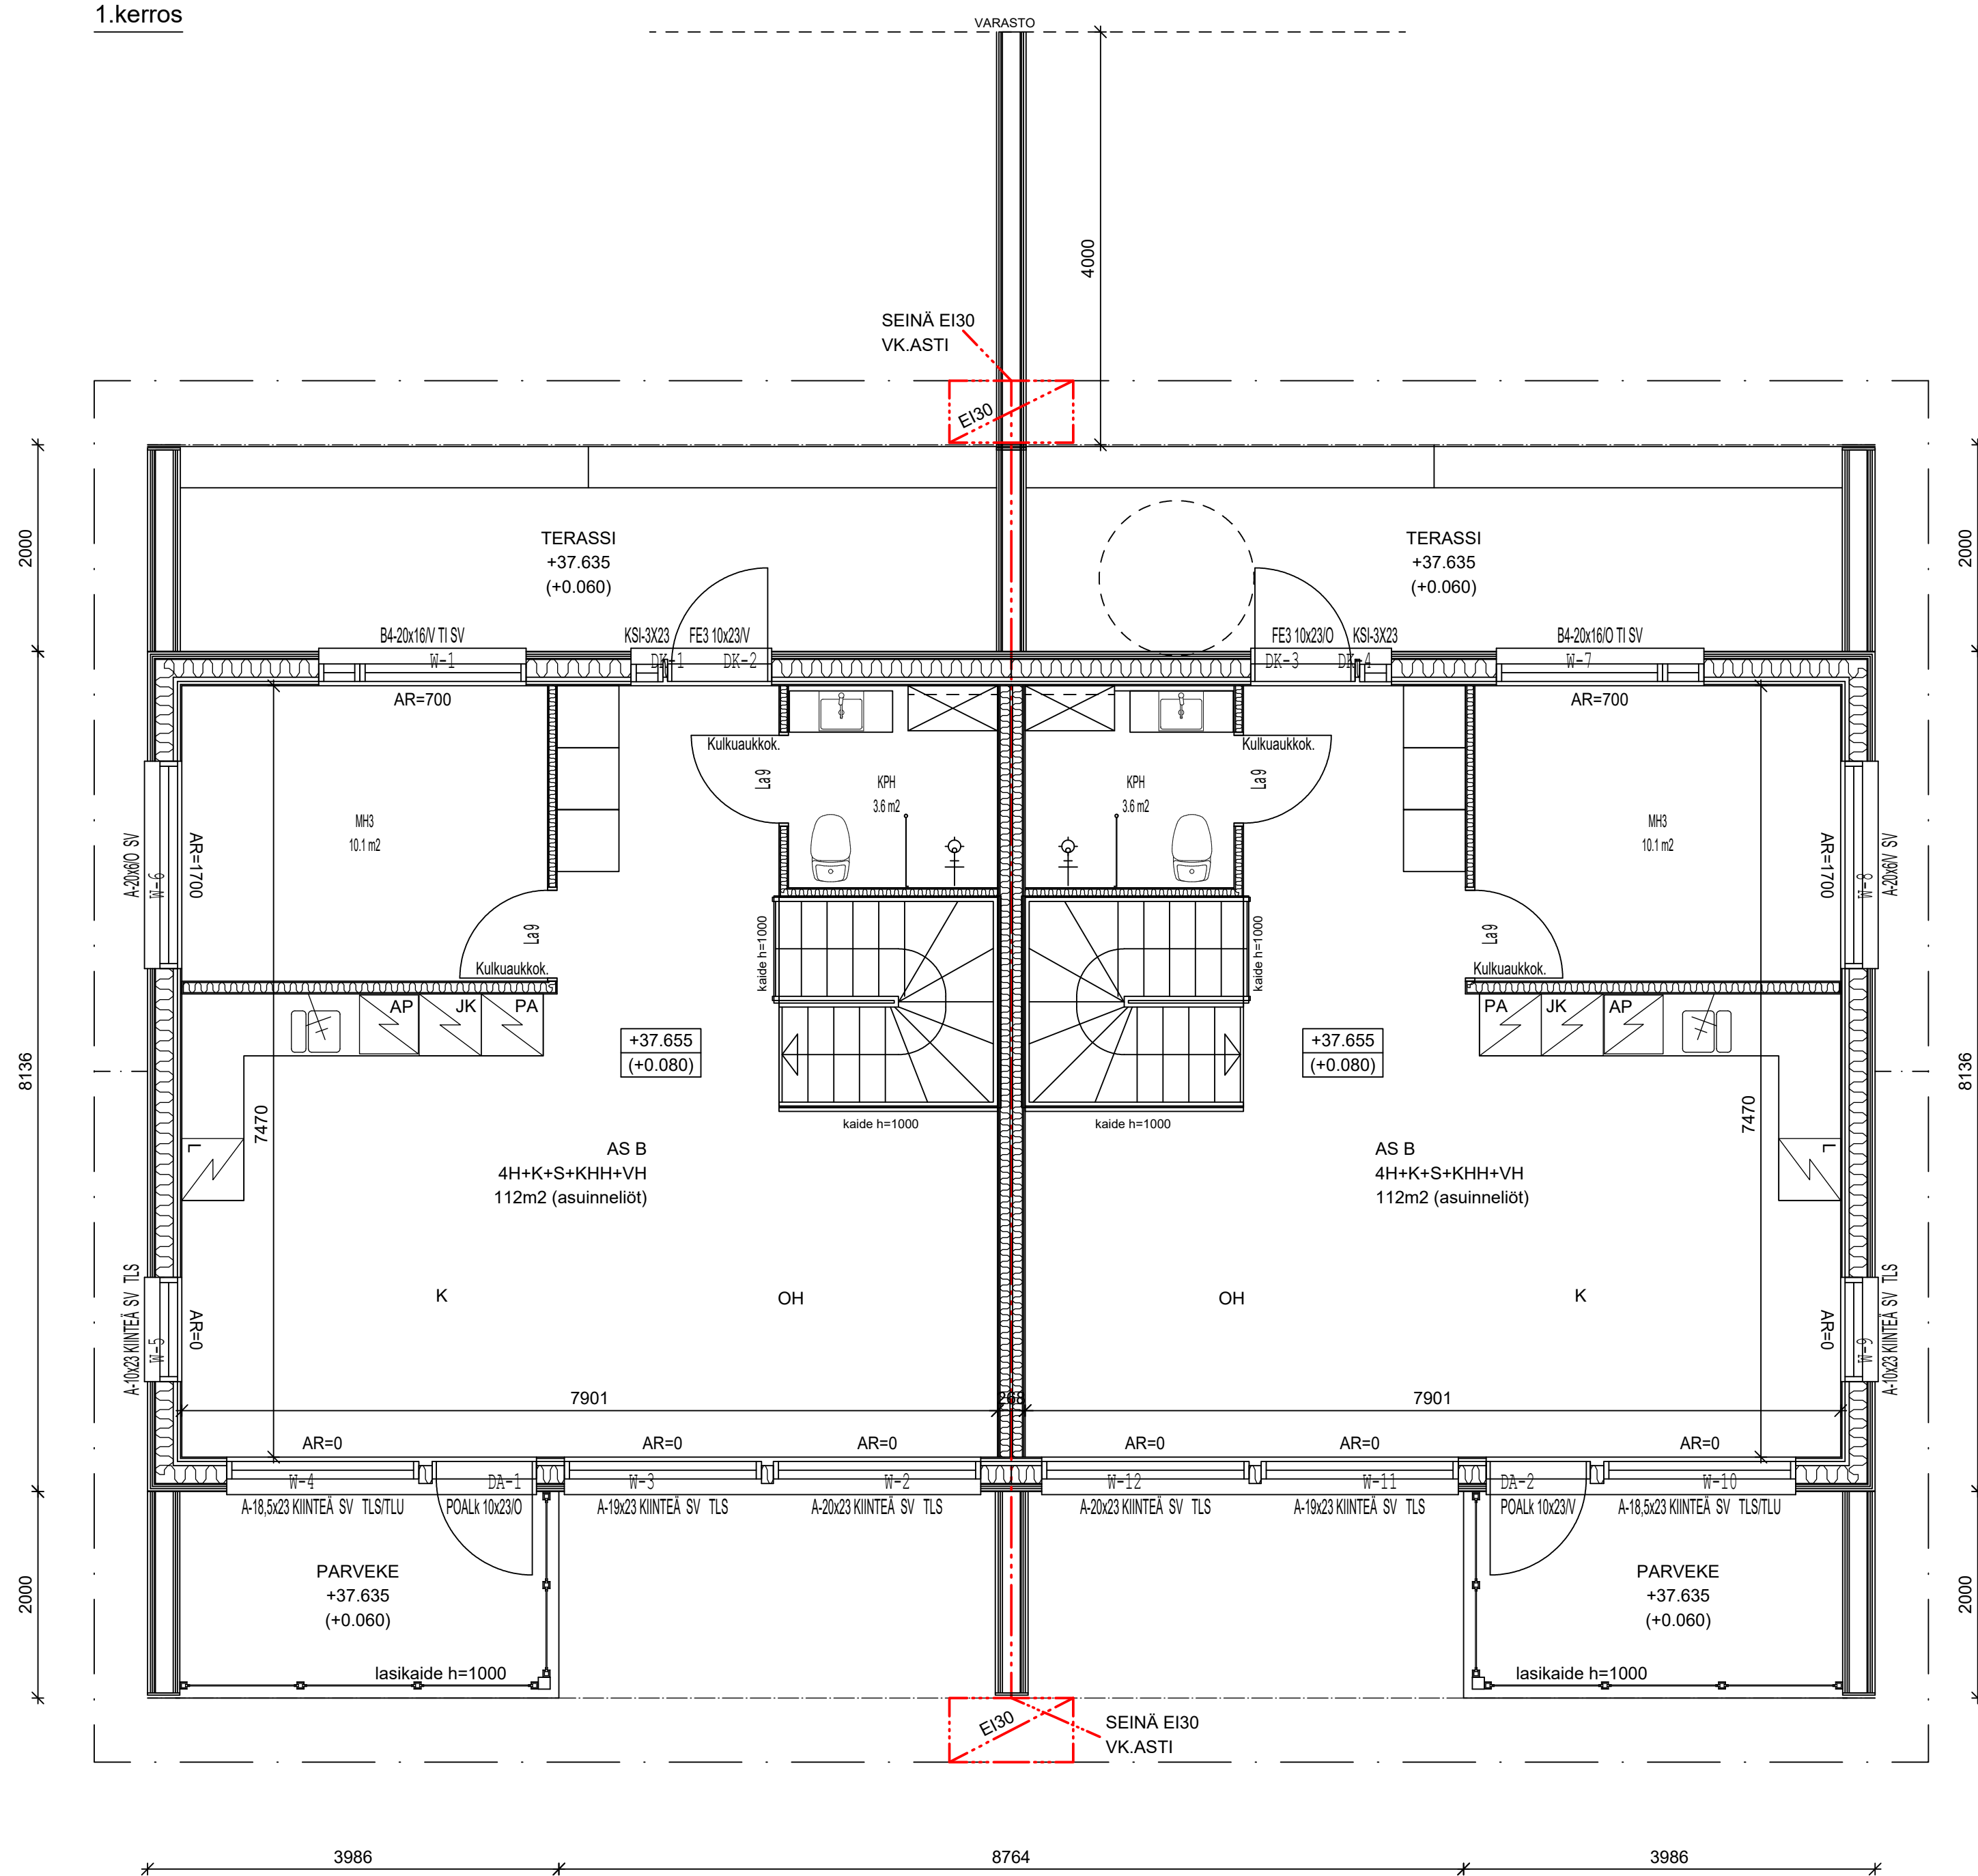 1.kerros
VARASTO
4000
SEINÄ EI30
VK.ASTI
EI30
2000
2000
TERASSI
+37.635
(+0.060)
TERASSI
+37.635
(+0.060)
B4-20x16/V TI SV
KSI-3X23
FE3 10x23/V
FE3 10x23/O
KSI-3X23
B4-20x16/O TI SV
W-1
DK-1
DK-2
DK-3
DK-4
W-7
AR=700
AR=700
Kulkuaukkok.
La 9
Kulkuaukkok.
La 9
KPH
3.6 m2
KPH
3.6 m2
MH3
10.1 m2
MH3
10.1 m2
A-20x6/O SV
W-6
AR=1700
AR=1700
W-8
A-20x6/V SV
La 9
Kulkuaukkok.
La 9
Kulkuaukkok.
kaide h=1000
kaide h=1000
AP
JK
PA
PA
JK
AP
+37.655
(+0.080)
+37.655
(+0.080)
8136
8136
7470
7470
kaide h=1000
kaide h=1000
L
L
AS B
4H+K+S+KHH+VH
112m2 (asuinneliöt)
AS B
4H+K+S+KHH+VH
112m2 (asuinneliöt)
K
OH
OH
K
A-10x23 KIINTEÄ SV TLS
W-5
AR=0
AR=0
W-9
A-10x23 KIINTEÄ SV TLS
7901
268
7901
AR=0
AR=0
AR=0
AR=0
AR=0
AR=0
W-4
DA-1
W-3
W-2
W-12
W-11
DA-2
W-10
A-18,5x23 KIINTEÄ SV TLS/TLU
POALk 10x23/O
A-19x23 KIINTEÄ SV TLS
A-20x23 KIINTEÄ SV TLS
A-20x23 KIINTEÄ SV TLS
A-19x23 KIINTEÄ SV TLS
POALk 10x23/V
A-18,5x23 KIINTEÄ SV TLS/TLU
2000
2000
PARVEKE
+37.635
(+0.060)
PARVEKE
+37.635
(+0.060)
lasikaide h=1000
lasikaide h=1000
EI30
SEINÄ EI30
VK.ASTI
3986
8764
3986